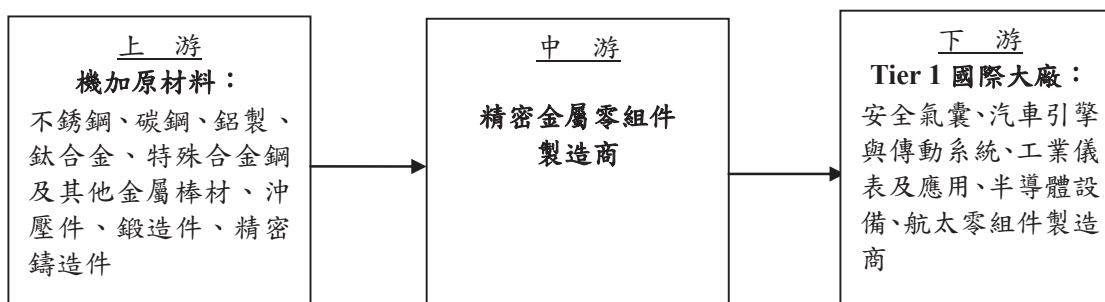 上 游
機加原材料：
不銹鋼、碳鋼、鋁製、
鈦合金、特殊合金鋼
及其他金屬棒材、沖
壓件、鍛造件、精密
鑄造件
中 游
精密金屬零組件
製造商
下 游
Tier 1 國際大廠：
安全氣囊、汽車引擎
與傳動系統、工業儀
表及應用、半導體設
備、航太零組件製造
商